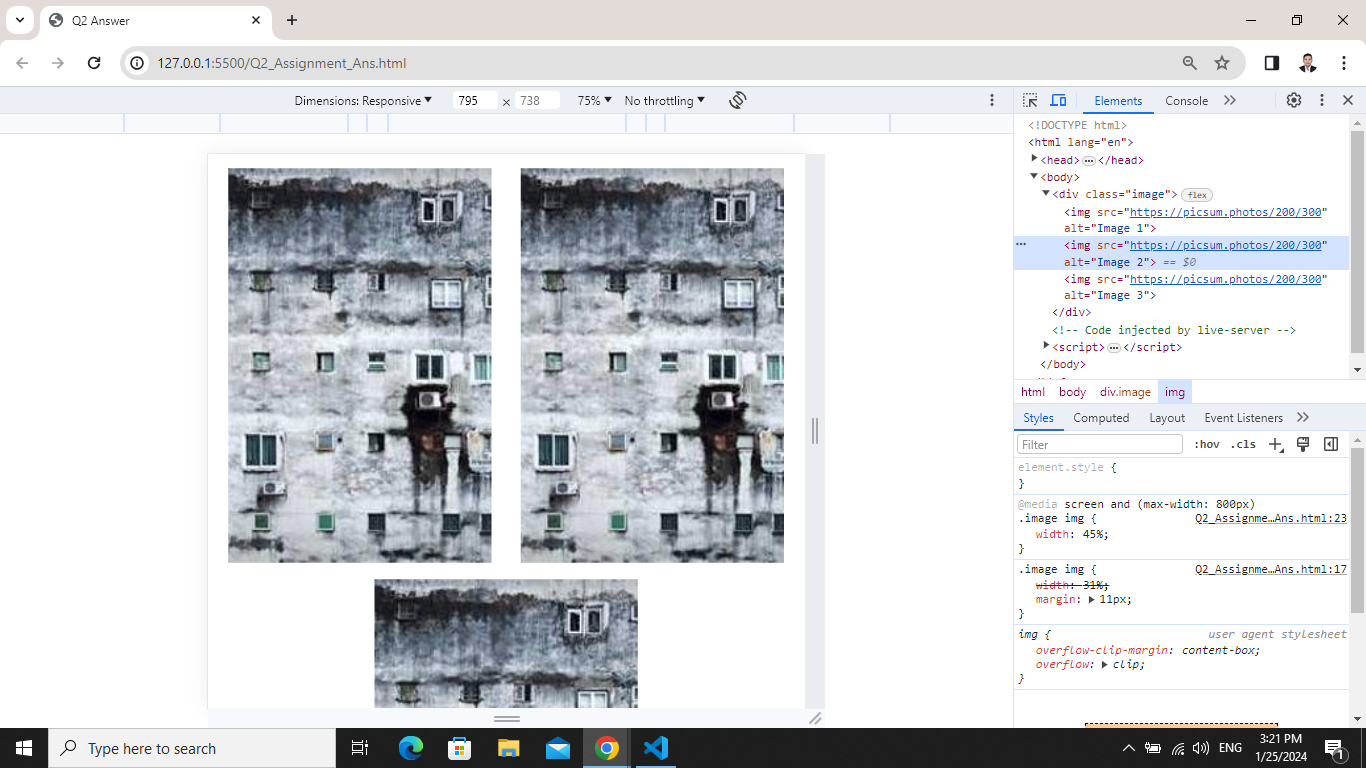 Q2 Answer
127.0.0.1:5500/Q2_Assignment_Ans.html
Dimensions: Responsive 795 x 738 75% No throttling
Elements Console
<!DOCTYPE html>
<html lang="en">
<head> ••• </head>
<body>
<div class="image"> flex
<img src="https://picsum.photos/200/300"
alt="Image 1">
••• <img src="https://picsum.photos/200/300"
alt="Image 2"> == $0
<img src="https://picsum.photos/200/300"
alt="Image 3">
</div>
<!-- Code injected by live-server -->
<script> ••• </script>
</body>
html body div.image img
Styles Computed Layout Event Listeners
Filter :hov .cls
element.style {
}
@media screen and (max-width: 800px)
.image img { Q2_Assignme…Ans.html:23
width: 45%;
}
.image img { Q2_Assignme…Ans.html:17
width: 31%;
margin: 11px;
}
img { user agent stylesheet
overflow-clip-margin: content-box;
overflow: clip;
}
Type here to search
ENG
3:21 PM
1/25/2024
1